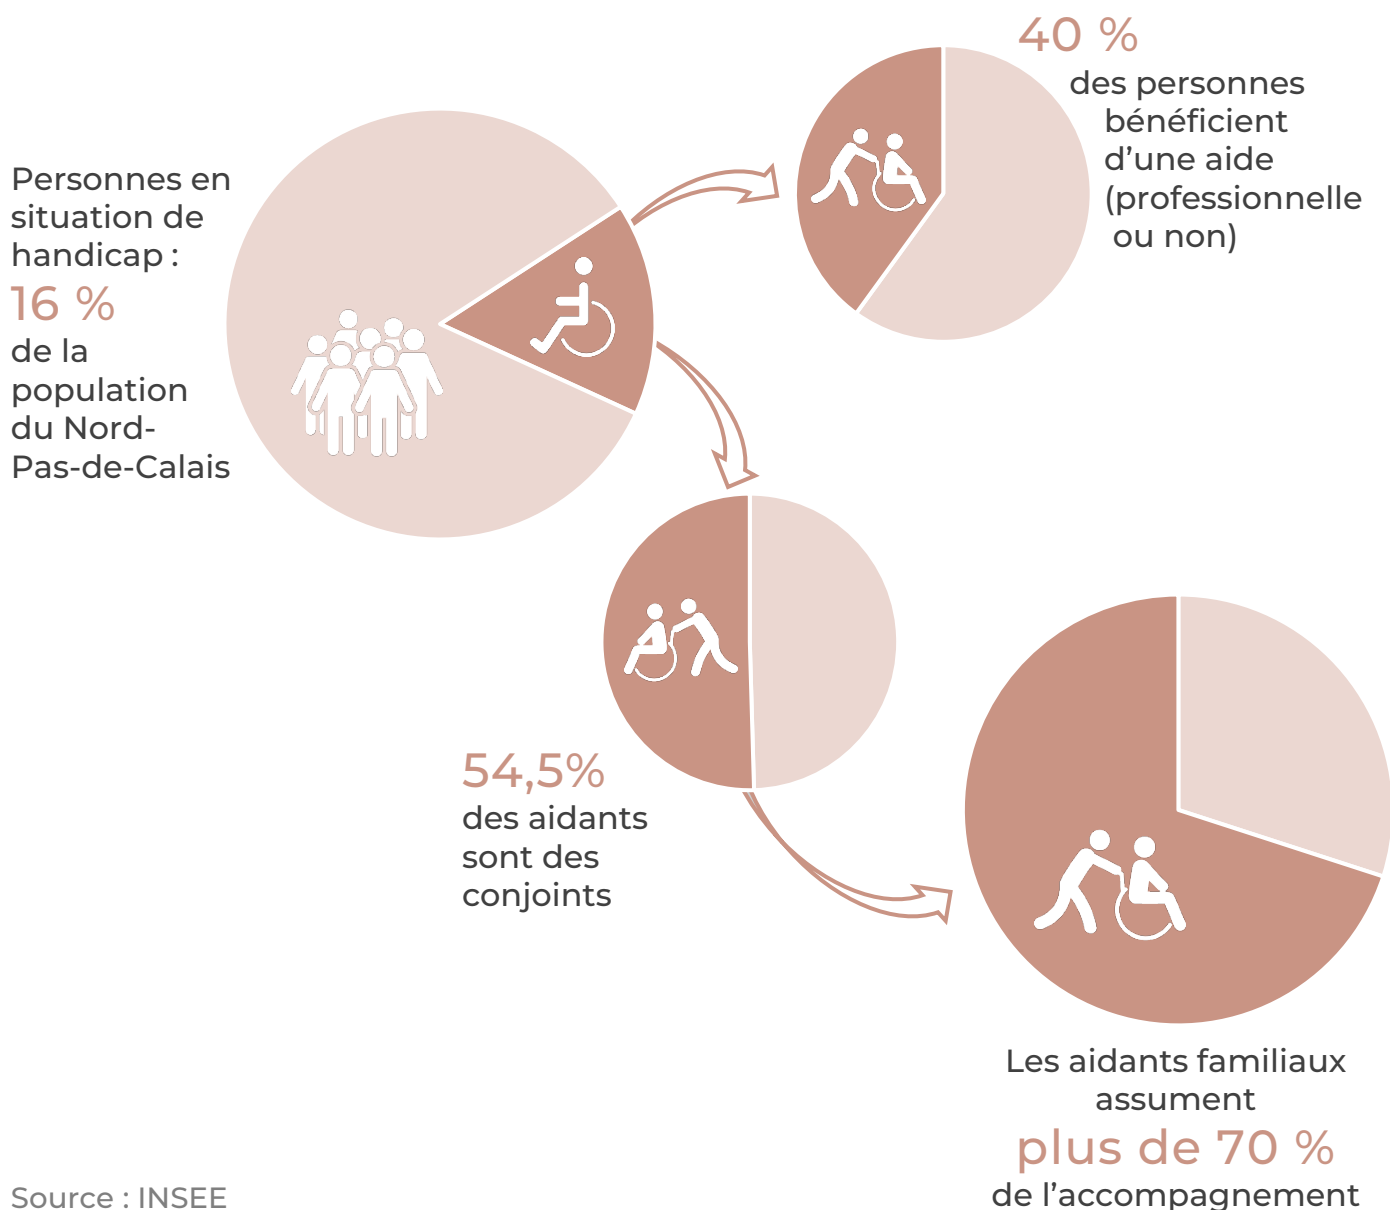 Personnes en
situation de
handicap :
16 %
de la
population
du Nord-
Pas-de-Calais
40 %
des personnes
bénéficient
d’une aide
(professionnelle
ou non)
54,5%
des aidants
sont des
conjoints
Les aidants familiaux
assument
plus de 70 %
de l’accompagnement
Source : INSEE